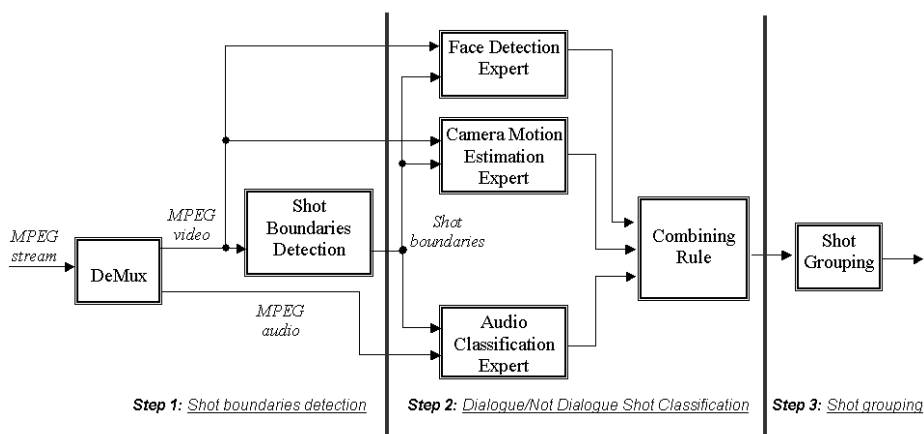 Face Detection
Expert
Camera Motion
Estimation
Expert
MPEG
stream
DeMux
MPEG
video
Shot
Boundaries
Detection
Shot
boundaries
MPEG
audio
Audio
Classification
Expert
Combining
Rule
Shot
Grouping
Step 1: Shot boundaries detection
Step 2: Dialogue/Not Dialogue Shot Classification
Step 3: Shot grouping